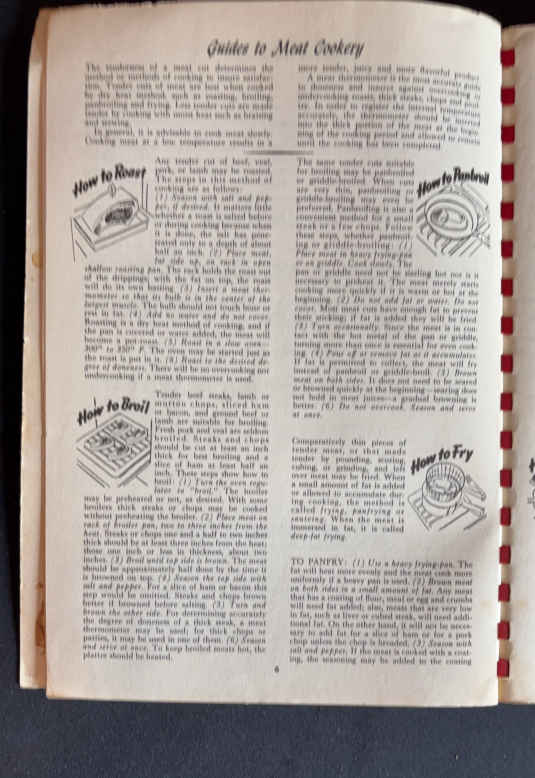 Guides to Meat Cookery
The tenderness of a meat cut determines the
method or methods of cooking to insure satisfac-
tion. Tender cuts of meat are best when cooked
by dry heat methods, such as roasting, broiling,
panbroiling and frying. Less tender cuts are made
tender by cooking with moist heat such as braising
and stewing.
In general, it is advisable to cook meat slowly.
Cooking meat at a low temperature results in a
more tender, juicy and more flavorful product.
A meat thermometer is the most accurate guide
to doneness and insures against overcooking or
undercooking roasts, thick steaks, chops and poul-
try. In order to register the internal temperature
accurately, the thermometer should be inserted
into the thick portion of the meat at the begin-
ning of the cooking period and allowed to remain
until the cooking has been completed.
How to Roast
Any tender cut of beef, veal,
pork, or lamb may be roasted.
The steps in this method of
cooking are as follows:
(1) Season with salt and pep-
per, if desired. It matters not
whether a roast is salted before
or during cooking because when
it is done, the salt has pene-
trated only to a depth of about
half an inch. (2) Place meat,
fat side up, on rack in open
shallow roasting pan. The rack holds the roast out
of the drippings; with the fat on top, the roast
will do its own basting. (3) Insert a meat ther-
mometer so that its bulb is in the center of the
largest muscle. The bulb should not touch bone or
rest in fat. (4) Add no water and do not cover.
Roasting is a dry heat method of cooking, and if
the pan is covered or water added, the meat will
become a pot-roast. (5) Roast in a slow oven—
300° to 350° F. The oven may be started just as
the roast is put in it. (6) Roast to the desired de-
gree of doneness. There will be no overcooking nor
undercooking if a meat thermometer is used.
How to Broil
Tender beef steaks, lamb or
mutton chops, sliced ham
or bacon, and ground beef or
lamb are suitable for broiling.
Fresh pork and veal are seldom
broiled. Steaks and chops
should be cut at least an inch
thick for best broiling and a
slice of ham at least half an
inch. These steps show how to
broil: (1) Turn the oven regu-
lator to "broil." The broiler
may be preheated or not, as desired. With some
broilers thick steaks or chops may be cooked
without preheating the broiler. (2) Place meat on
rack of broiler pan, two to three inches from the
heat. Steaks or chops one and a half to two inches
thick should be at least three inches from the heat;
those one inch or less in thickness, about two
inches. (3) Broil until top side is brown. The meat
should be approximately half done by the time it
is browned on top. (4) Season the top side with
salt and pepper. For a slice of ham or bacon this
step would be omitted. Steaks and chops brown
better if browned before salting. (5) Turn and
brown the other side. For determining accurately
the degree of doneness of a thick steak, a meat
thermometer may be used; for thick chops or
patties, it may be used in one of them. (6) Season
and serve at once. To keep broiled meats hot, the
platter should be heated.
How to Panbroil
The same tender cuts suitable
for broiling may be panbroiled
or griddle-broiled. When cuts
are very thin, panbroiling or
griddle-broiling may even be
preferred. Panbroiling is also a
convenient method for a small
steak or a few chops. Follow
these steps, whether panbroil-
ing or griddle-broiling: (1)
Place meat in heavy frying-pan
or on griddle. Cook slowly. The
pan or griddle need not be sizzling hot nor is it
necessary to preheat it. The meat merely starts
cooking more quickly if it is warm or hot at the
beginning. (2) Do not add fat or water. Do not
cover. Most meat cuts have enough fat to prevent
their sticking; if fat is added they will be fried.
(3) Turn occasionally. Since the meat is in con-
tact with the hot metal of the pan or griddle,
turning more than once is essential for even cook-
ing. (4) Pour off or remove fat as it accumulates.
If fat is permitted to collect, the meat will fry
instead of panbroil or griddle-broil. (5) Brown
meat on both sides. It does not need to be seared
or browned quickly at the beginning—searing does
not hold in meat juices—a gradual browning is
better. (6) Do not overcook. Season and serve
at once.
How to Fry
Comparatively thin pieces of
tender meat, or that made
tender by pounding, scoring,
cubing, or grinding, and left
over meat may be fried. When
a small amount of fat is added
or allowed to accumulate dur-
ing cooking, the method is
called frying, panfrying or
sauteing. When the meat is
immersed in fat, it is called
deep-fat frying.
TO PANFRY: (1) Use a heavy frying-pan. The
fat will heat more evenly and the meat cook more
uniformly if a heavy pan is used. (2) Brown meat
on both sides in a small amount of fat. Any meat
that has a coating of flour, meal or egg and crumbs
will need fat added; also, meats that are very low
in fat, such as liver or cubed steak, will need addi-
tional fat. On the other hand, it will not be neces-
sary to add fat for a slice of ham or for a pork
chop unless the chop is breaded. (3) Season with
salt and pepper. If the meat is cooked with a coat-
ing, the seasoning may be added to the coating
6